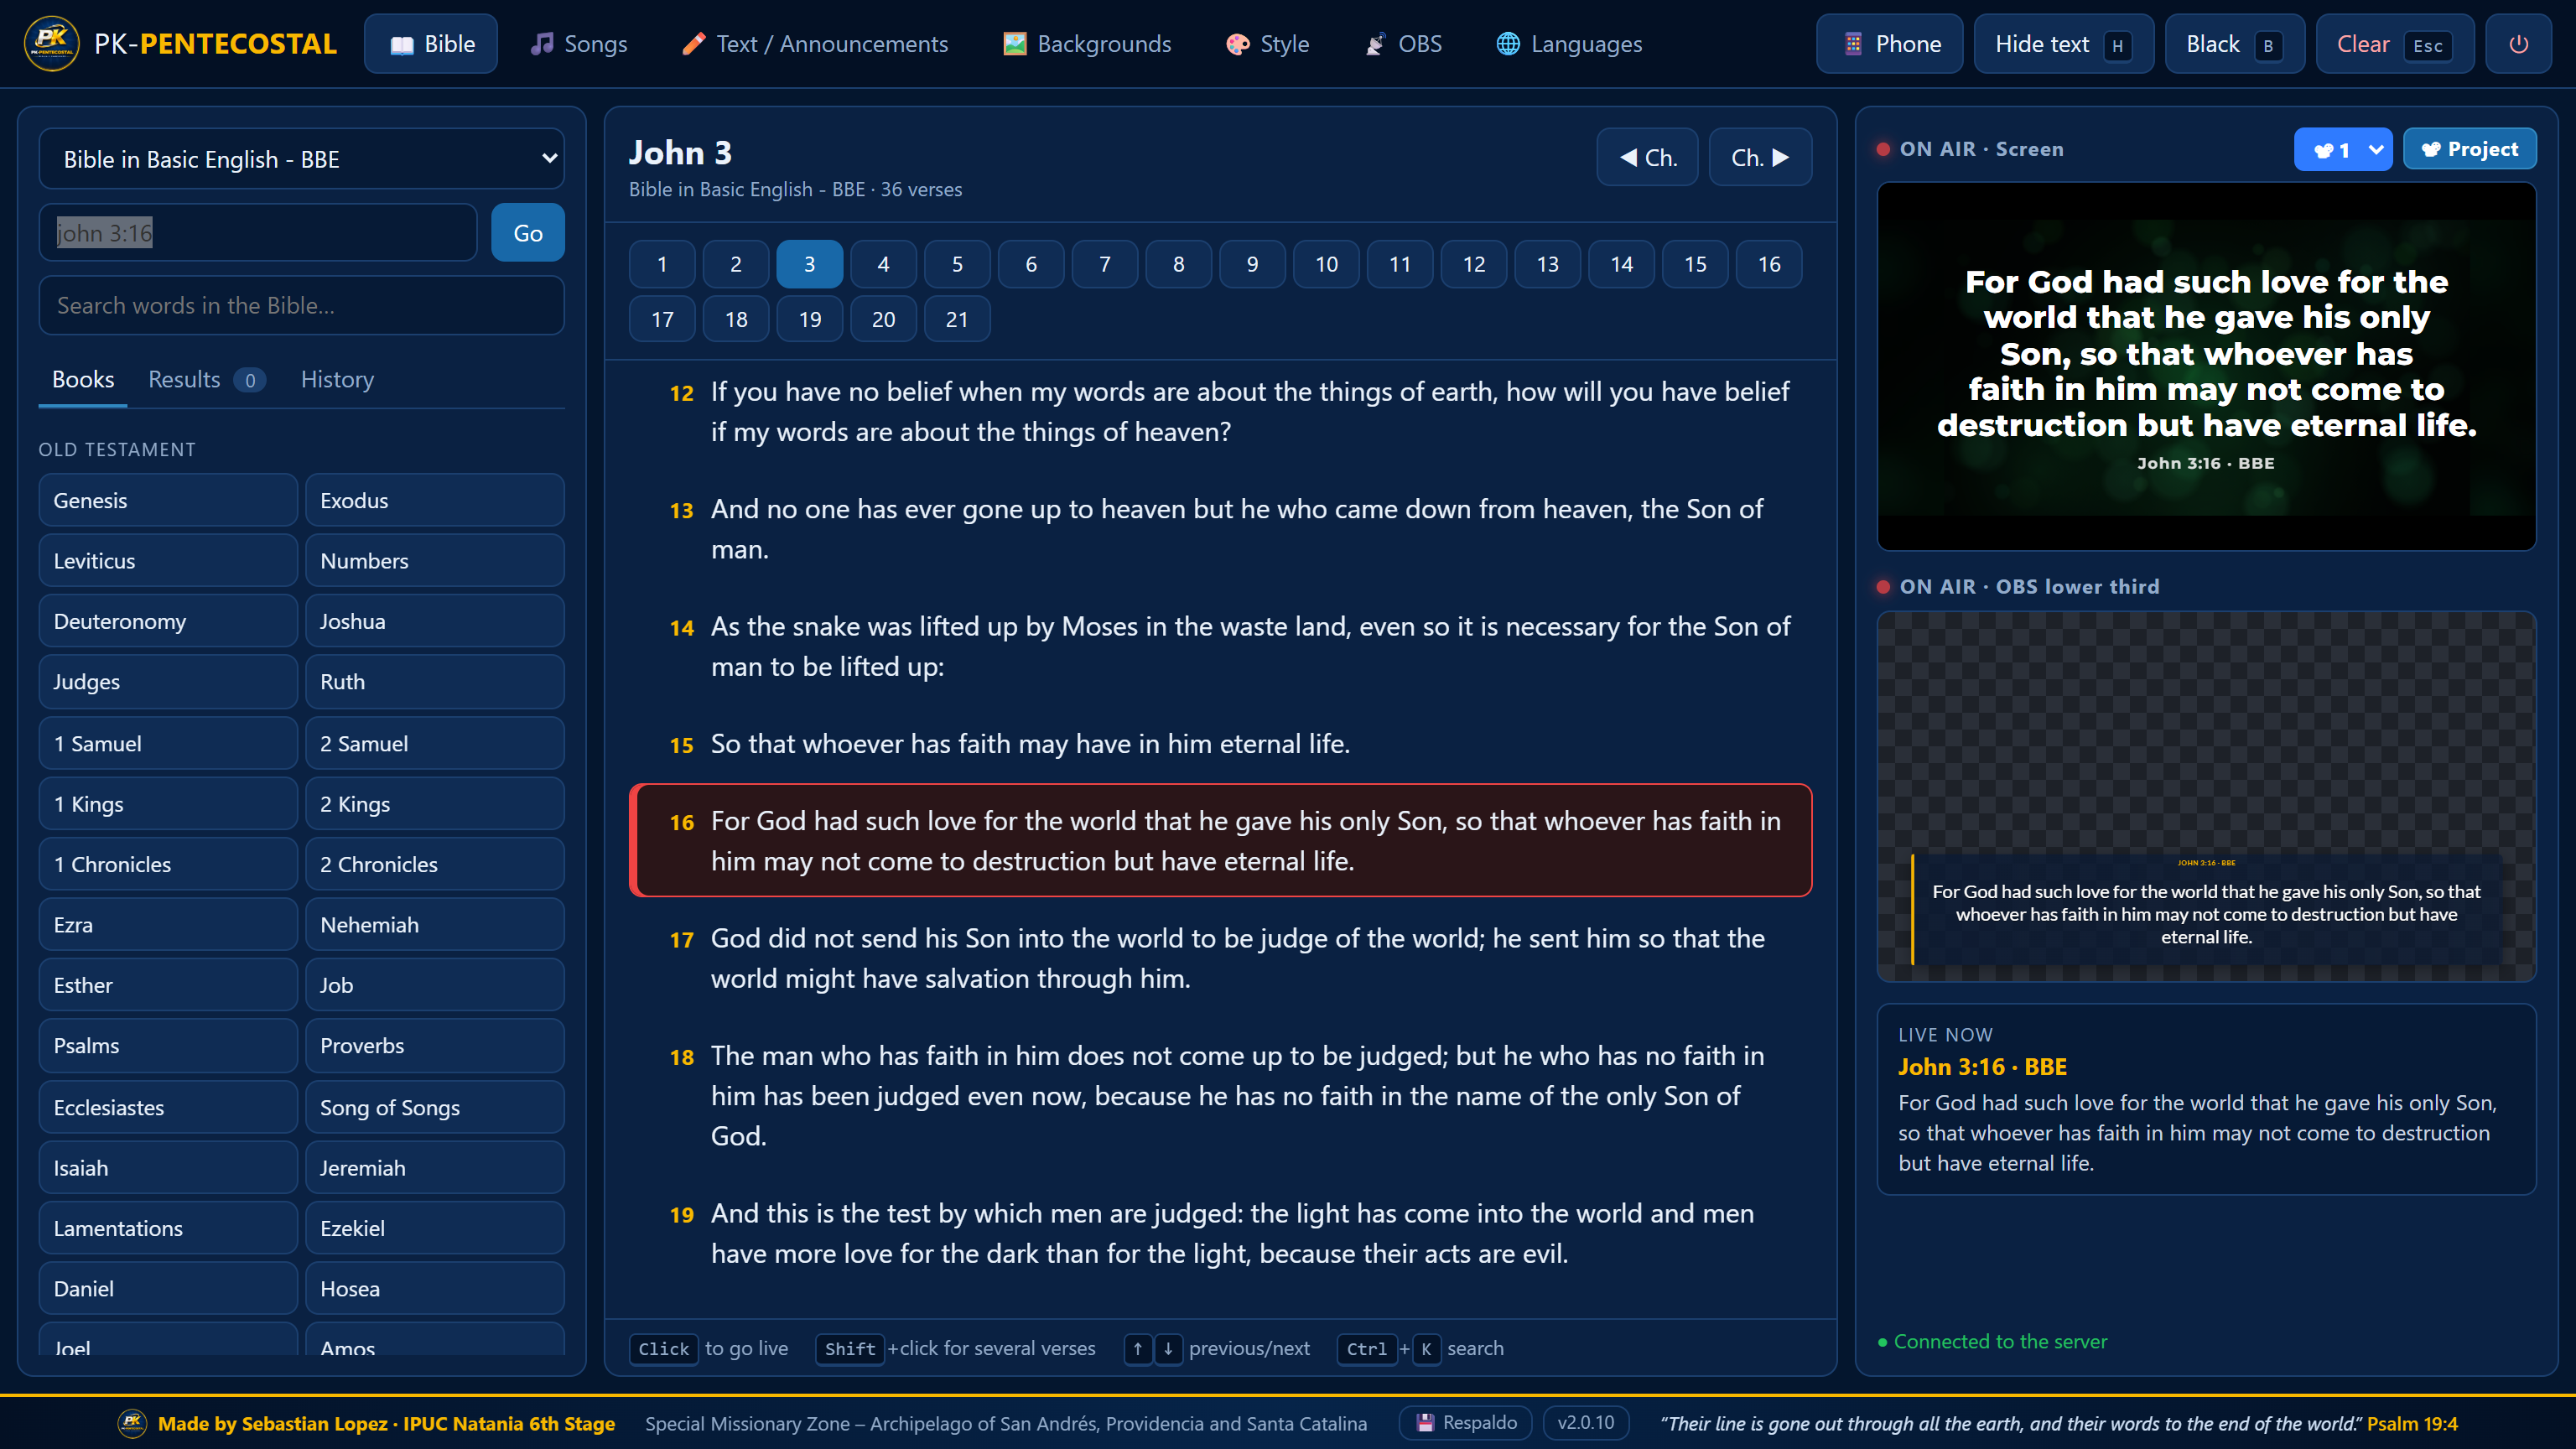 PK-PENTECOSTAL
Bible
Songs
Text / Announcements
Backgrounds
Style
OBS
Languages
Phone
Hide text H
Black B
Clear Esc
Bible in Basic English - BBE
john 3:16
Go
Search words in the Bible...
Books
Results 0
History
OLD TESTAMENT
Genesis
Exodus
Leviticus
Numbers
Deuteronomy
Joshua
Judges
Ruth
1 Samuel
2 Samuel
1 Kings
2 Kings
1 Chronicles
2 Chronicles
Ezra
Nehemiah
Esther
Job
Psalms
Proverbs
Ecclesiastes
Song of Songs
Isaiah
Jeremiah
Lamentations
Ezekiel
Daniel
Hosea
Joel
Amos
John 3
Bible in Basic English - BBE · 36 verses
◀ Ch.
Ch. ▶
1 2 3 4 5 6 7 8 9 10 11 12 13 14 15 16
17 18 19 20 21
12 If you have no belief when my words are about the things of earth, how will you have belief
if my words are about the things of heaven?
13 And no one has ever gone up to heaven but he who came down from heaven, the Son of
man.
14 As the snake was lifted up by Moses in the waste land, even so it is necessary for the Son of
man to be lifted up:
15 So that whoever has faith may have in him eternal life.
16 For God had such love for the world that he gave his only Son, so that whoever has faith in
him may not come to destruction but have eternal life.
17 God did not send his Son into the world to be judge of the world; he sent him so that the
world might have salvation through him.
18 The man who has faith in him does not come up to be judged; but he who has no faith in
him has been judged even now, because he has no faith in the name of the only Son of
God.
19 And this is the test by which men are judged: the light has come into the world and men
have more love for the dark than for the light, because their acts are evil.
Click to go live
Shift +click for several verses
↑ ↓ previous/next
Ctrl + K search
ON AIR · Screen
1
Project
For God had such love for the
world that he gave his only
Son, so that whoever has
faith in him may not come to
destruction but have eternal life.
John 3:16 · BBE
ON AIR · OBS lower third
JOHN 3:16 · BBE
For God had such love for the world that he gave his only Son, so that
whoever has faith in him may not come to destruction but have
eternal life.
LIVE NOW
John 3:16 · BBE
For God had such love for the world that he gave his only Son,
so that whoever has faith in him may not come to destruction
but have eternal life.
Connected to the server
Made by Sebastian Lopez · IPUC Natania 6th Stage
Special Missionary Zone – Archipelago of San Andrés, Providencia and Santa Catalina
Respaldo
v2.0.10
“Their line is gone out through all the earth, and their words to the end of the world.” Psalm 19:4